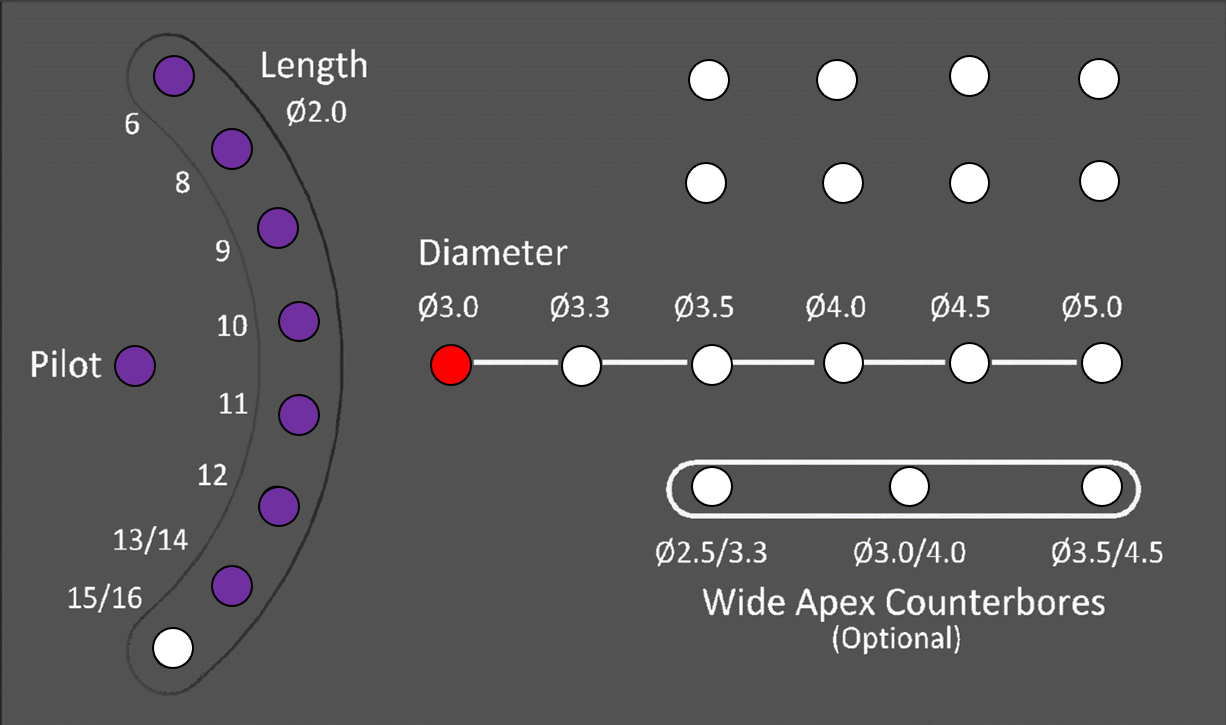 Length
Ø2.0
6
8
9
10
11
12
13/14
15/16
Pilot
Diameter
Ø3.0 Ø3.3 Ø3.5 Ø4.0 Ø4.5 Ø5.0
Ø2.5/3.3 Ø3.0/4.0 Ø3.5/4.5
Wide Apex Counterbores
(Optional)